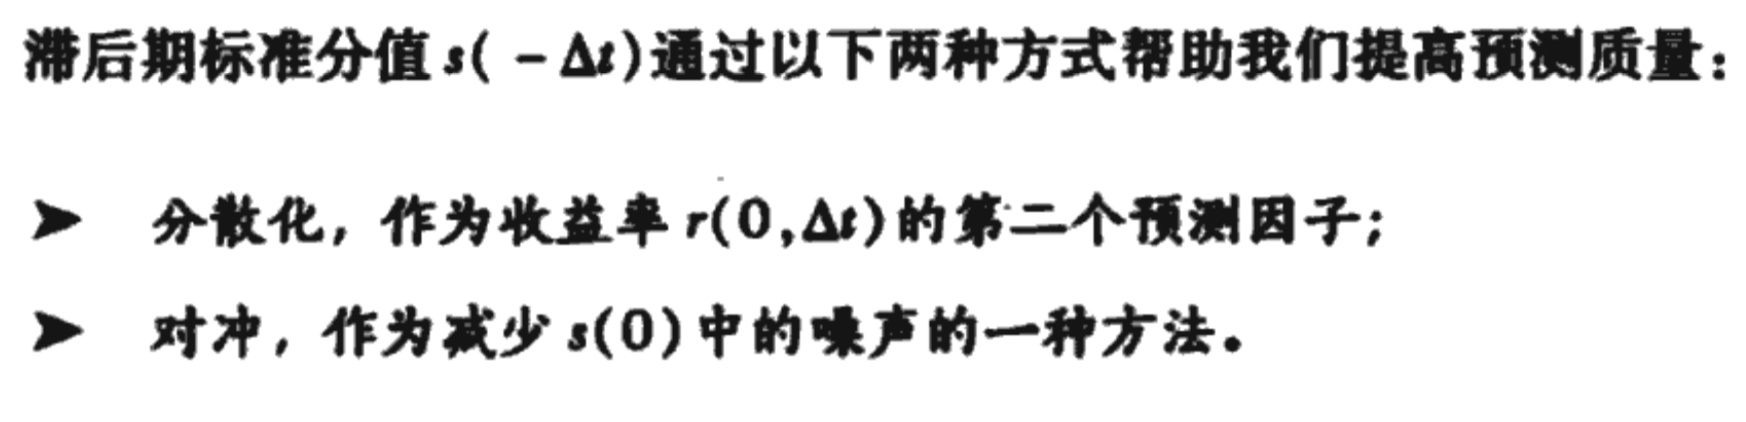 滞后期标准分值 s( - Δt)通过以下两种方式帮助我们提高预测质量：
➤ 分散化，作为收益率 r(0,Δt)的第二个预测因子；
➤ 对冲，作为减少 s(0)中的噪声的一种方法。